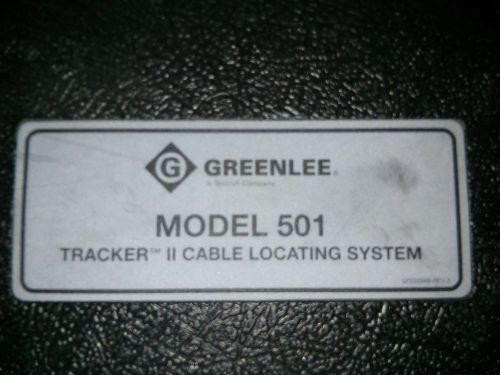 G GREENLEE®
A Textron Company
MODEL 501
TRACKER™ II CABLE LOCATING SYSTEM